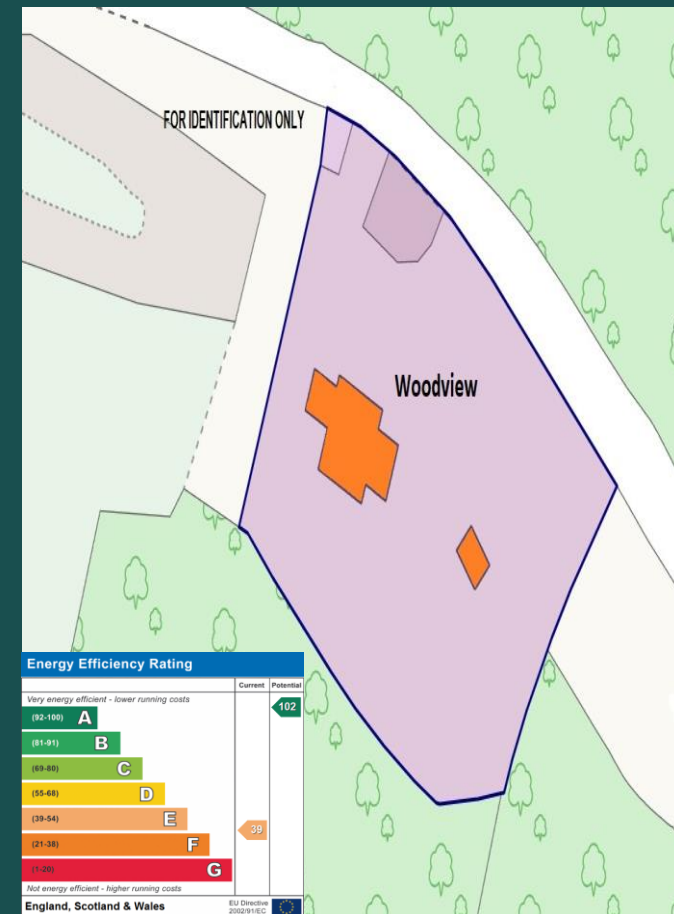 FOR IDENTIFICATION ONLY
Woodview
Energy Efficiency Rating
Current Potential
Very energy efficient - lower running costs
(92-100) A
102
(81-91) B
(69-80) C
(55-68) D
(39-54) E
39
(21-38) F
(1-20) G
Not energy efficient - higher running costs
England, Scotland & Wales
EU Directive
2002/91/EC